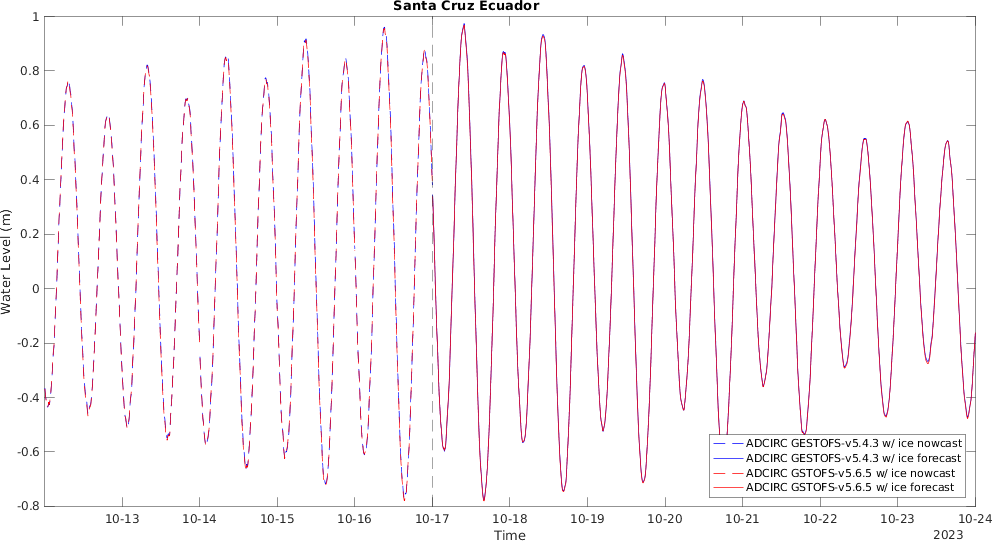 Santa Cruz Ecuador
1
0.8
0.6
0.4
0.2
0
-0.2
-0.4
-0.6
-0.8
Water Level (m)
ADCIRC GESTOFS-v5.4.3 w/ ice nowcast
ADCIRC GESTOFS-v5.4.3 w/ ice forecast
ADCIRC GSTOFS-v5.6.5 w/ ice nowcast
ADCIRC GSTOFS-v5.6.5 w/ ice forecast
10-13 10-14 10-15 10-16 10-17 10-18 10-19 10-20 10-21 10-22 10-23 10-24
Time
2023